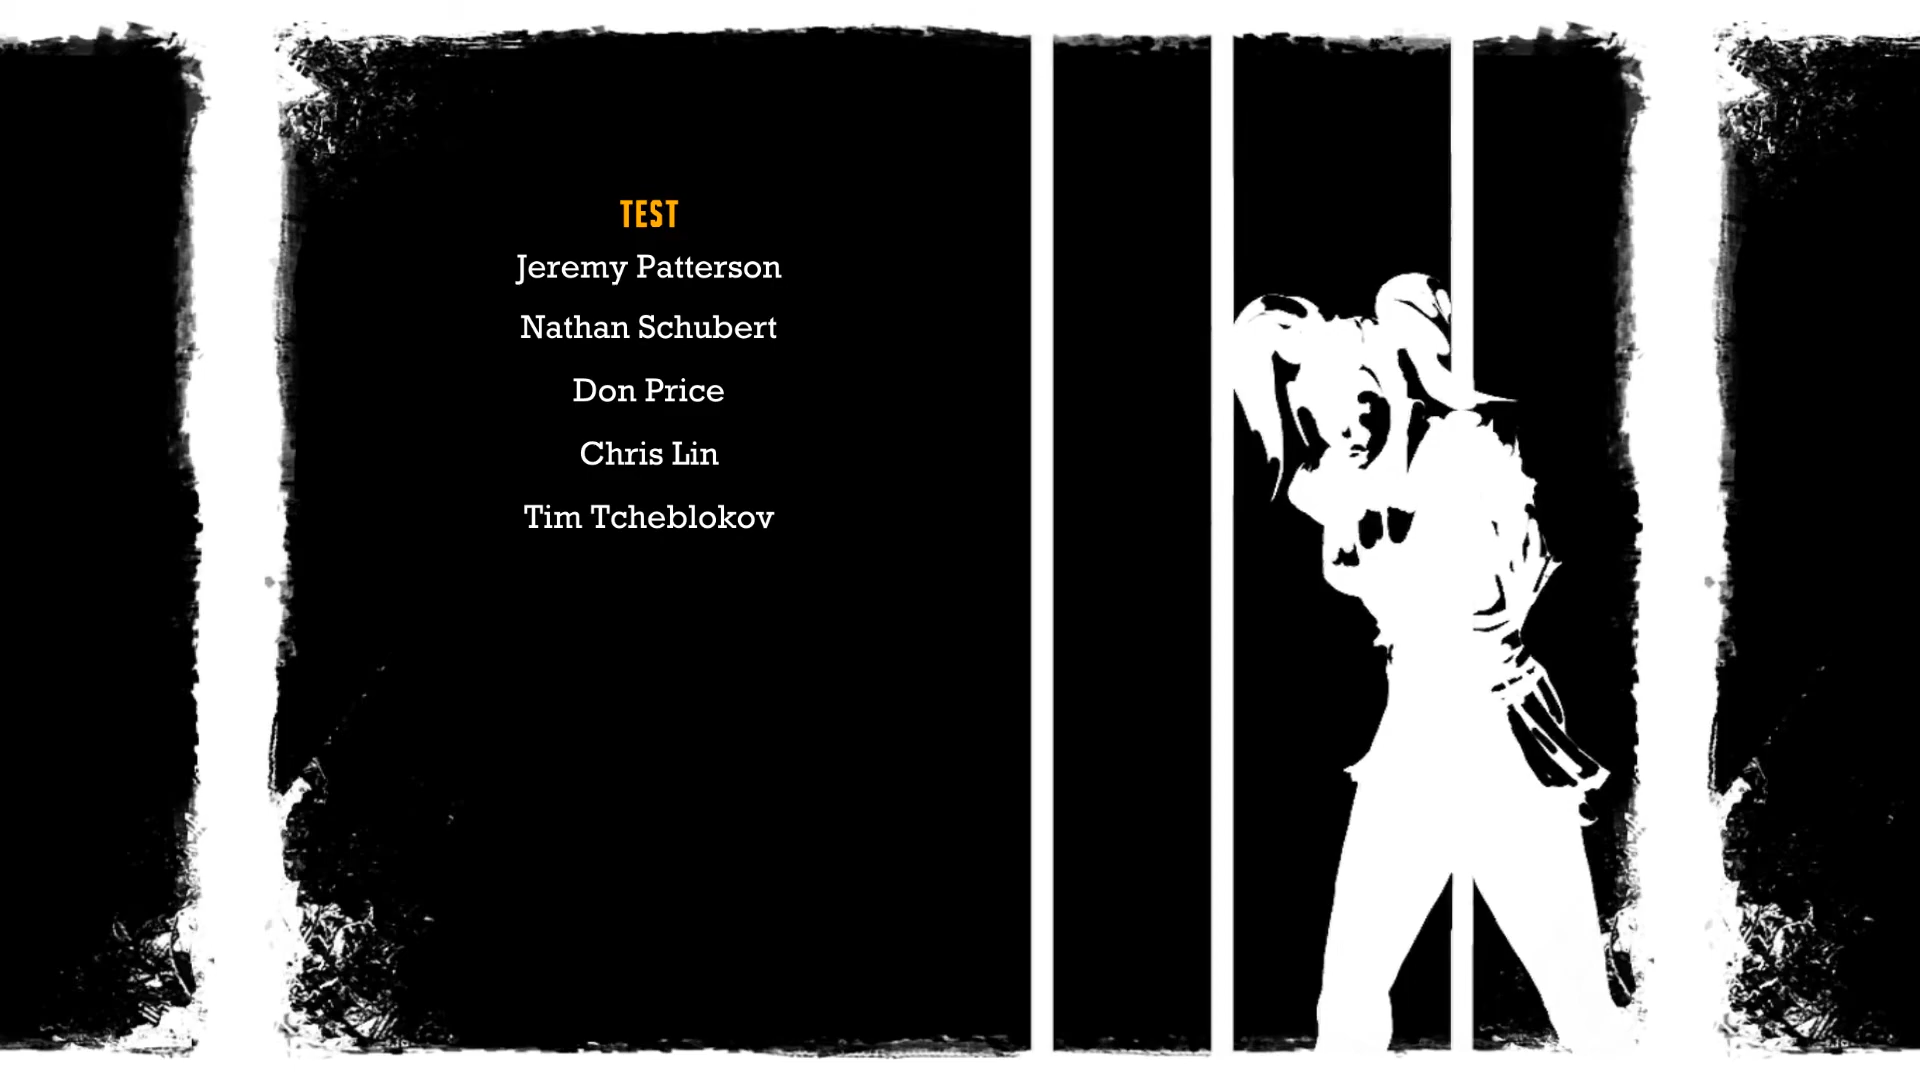 TEST
Jeremy Patterson
Nathan Schubert
Don Price
Chris Lin
Tim Tcheblokov